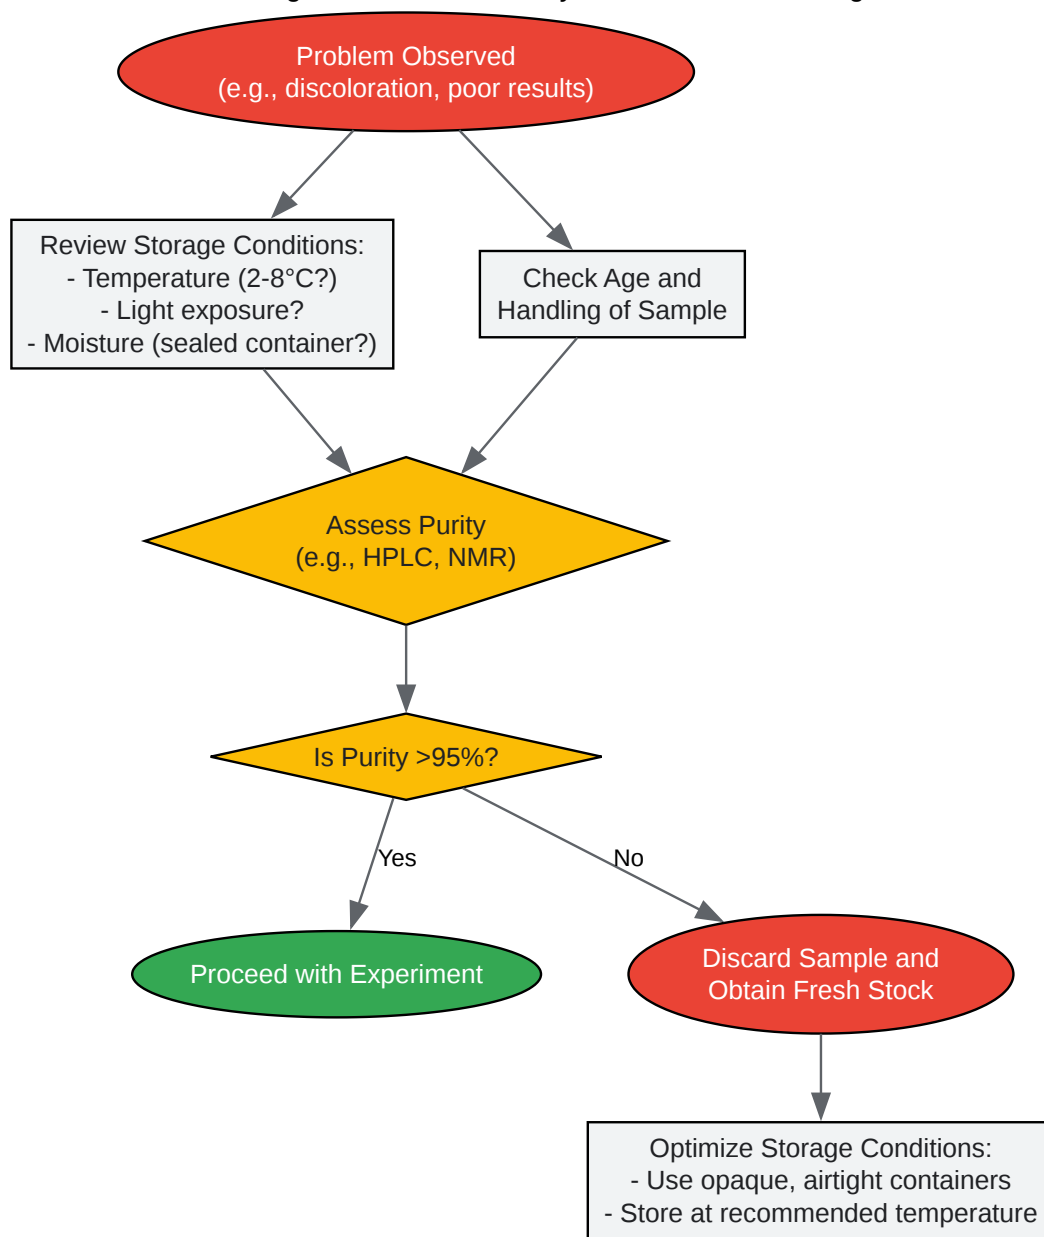 Problem Observed
(e.g., discoloration, poor results)
Review Storage Conditions:
- Temperature (2-8°C?)
- Light exposure?
- Moisture (sealed container?)
Check Age and
Handling of Sample
Assess Purity
(e.g., HPLC, NMR)
Is Purity >95%?
Yes
No
Proceed with Experiment
Discard Sample and
Obtain Fresh Stock
Optimize Storage Conditions:
- Use opaque, airtight containers
- Store at recommended temperature